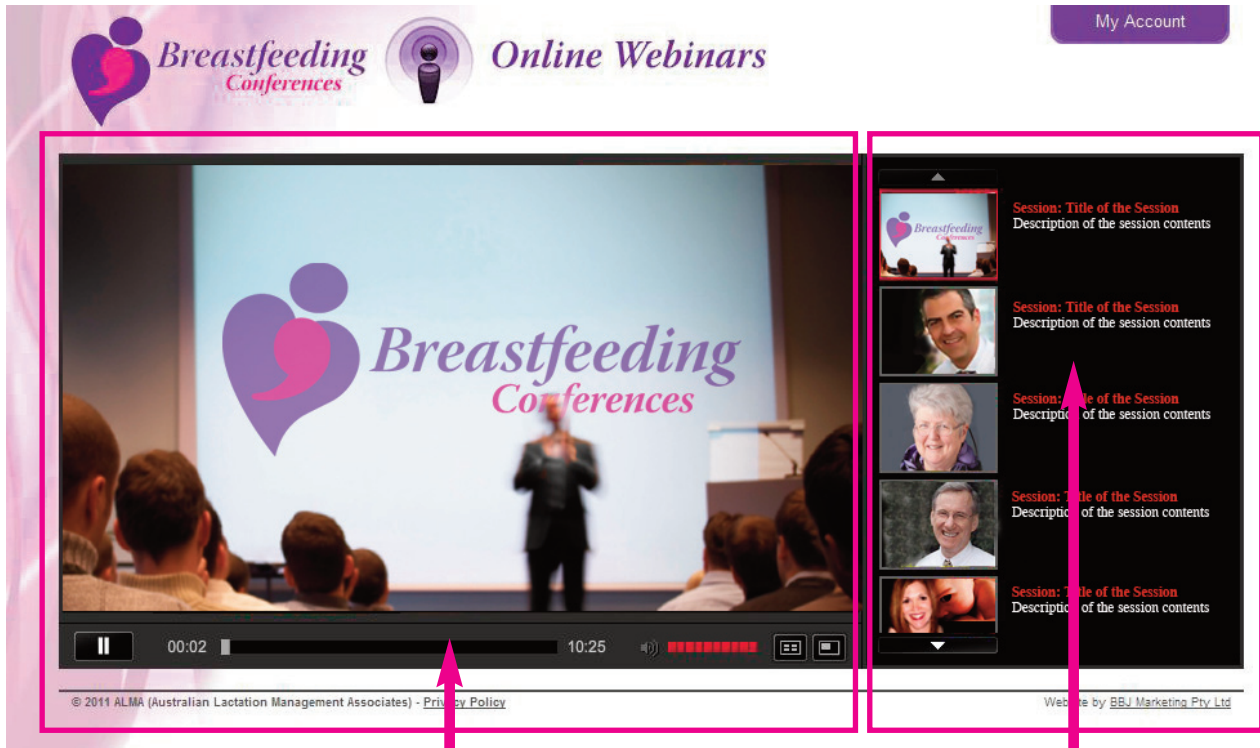 My Account
Breastfeeding
Conferences
Online Webinars
Breastfeeding
Conferences
Breastfeeding
Conferences
Session: Title of the Session
Description of the session contents
Session: Title of the Session
Description of the session contents
Session: Title of the Session
Description of the session contents
Session: Title of the Session
Description of the session contents
Session: Title of the Session
Description of the session contents
00:02
10:25
© 2011 ALMA (Australian Lactation Management Associates) - Privacy Policy
Website by BBJ Marketing Pty Ltd